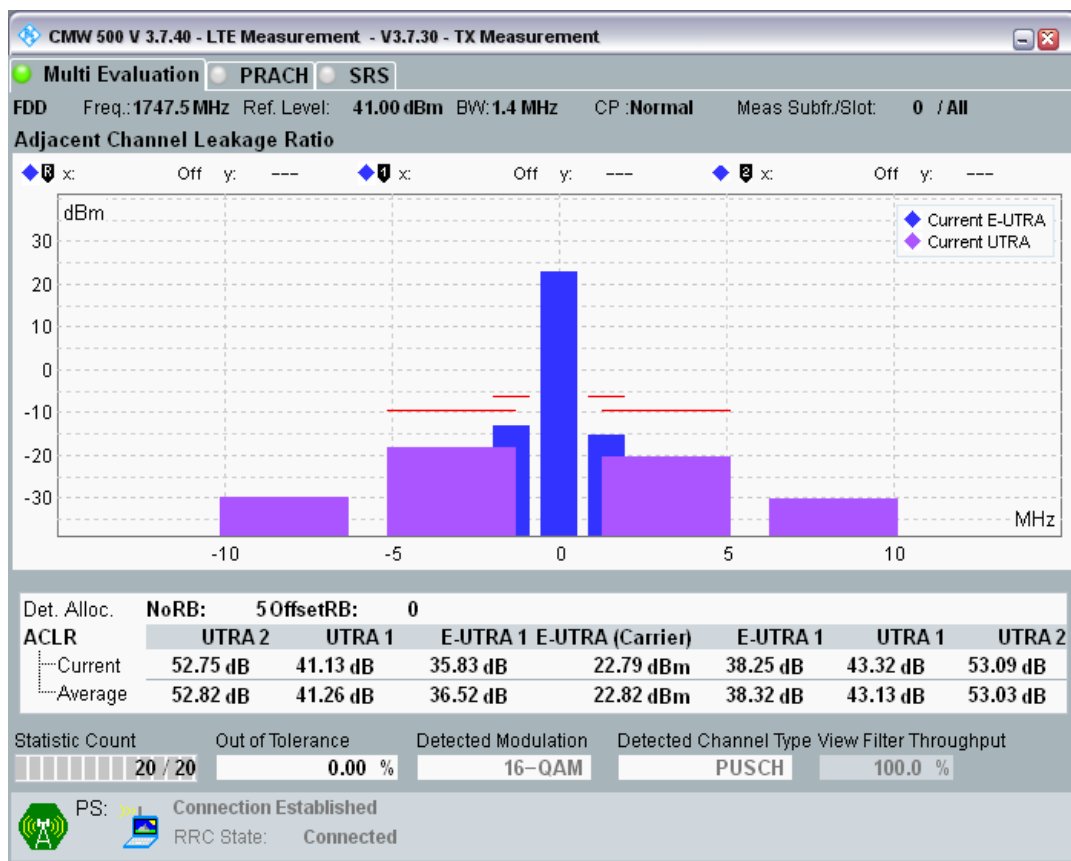 CMW 500 V 3.7.40 - LTE Measurement - V3.7.30 - TX Measurement
Multi Evaluation PRACH SRS
FDD Freq.: 1747.5 MHz Ref. Level: 41.00 dBm BW: 1.4 MHz CP :Normal Meas Subfr./Slot: 0 / All
Adjacent Channel Leakage Ratio
R x: Off y: --- 1 x: Off y: --- 2 x: Off y: ---
dBm
Current E-UTRA
Current UTRA
30
20
10
0
-10
-20
-30
MHz
-10 -5 0 5 10
Det. Alloc. NoRB: 5 OffsetRB: 0
ACLR UTRA 2 UTRA 1 E-UTRA 1 E-UTRA (Carrier) E-UTRA 1 UTRA 1 UTRA 2
Current 52.75 dB 41.13 dB 35.83 dB 22.79 dBm 38.25 dB 43.32 dB 53.09 dB
Average 52.82 dB 41.26 dB 36.52 dB 22.82 dBm 38.32 dB 43.13 dB 53.03 dB
Statistic Count Out of Tolerance Detected Modulation Detected Channel Type View Filter Throughput
20 / 20 0.00 % 16-QAM PUSCH 100.0 %
PS: Connection Established
RRC State: Connected